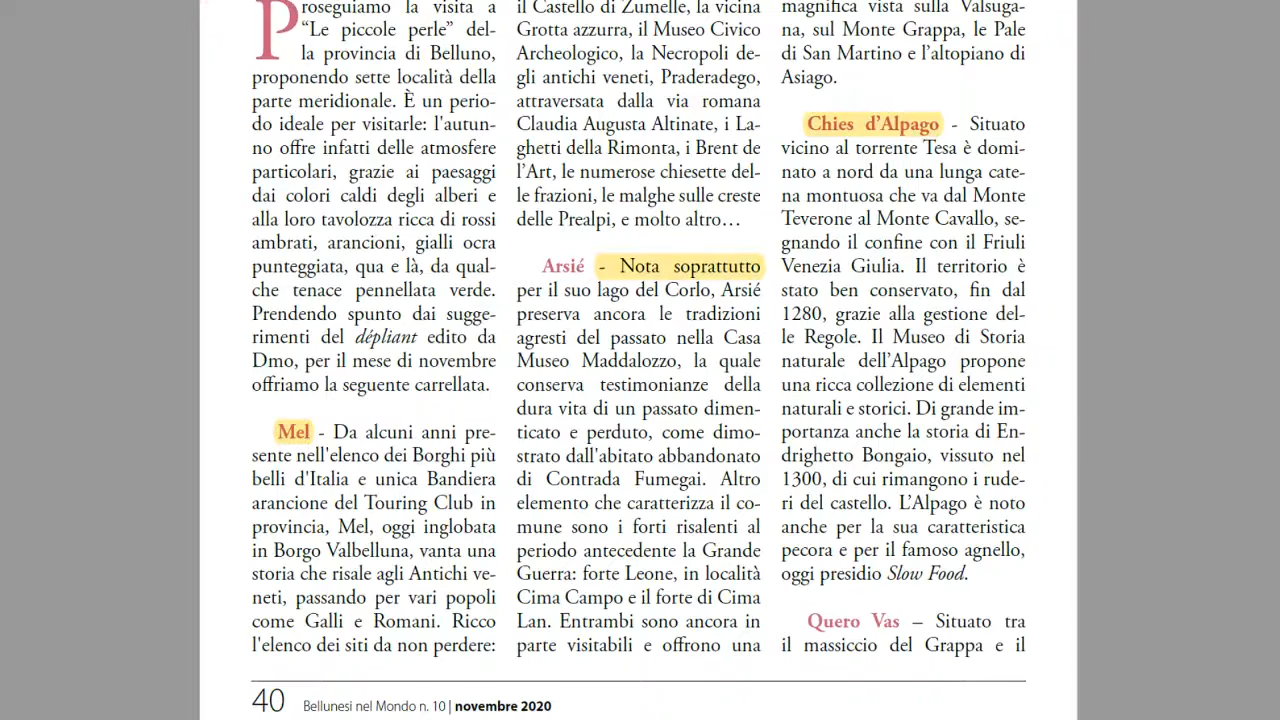 Proseguiamo la visita a
“Le piccole perle” del-
la provincia di Belluno,
proponendo sette località della
parte meridionale. È un perio-
do ideale per visitarle: l'autun-
no offre infatti delle atmosfere
particolari, grazie ai paesaggi
dai colori caldi degli alberi e
alla loro tavolozza ricca di rossi
ambrati, arancioni, gialli ocra
punteggiata, qua e là, da qual-
che tenace pennellata verde.
Prendendo spunto dai sugge-
rimenti del dépliant edito da
Dmo, per il mese di novembre
offriamo la seguente carrellata.
Mel - Da alcuni anni pre-
sente nell'elenco dei Borghi più
belli d'Italia e unica Bandiera
arancione del Touring Club in
provincia, Mel, oggi inglobata
in Borgo Valbelluna, vanta una
storia che risale agli Antichi ve-
neti, passando per vari popoli
come Galli e Romani. Ricco
l'elenco dei siti da non perdere:
il Castello di Zumelle, la vicina
Grotta azzurra, il Museo Civico
Archeologico, la Necropoli de-
gli antichi veneti, Praderadego,
attraversata dalla via romana
Claudia Augusta Altinate, i La-
ghetti della Rimonta, i Brent de
l’Art, le numerose chiesette del-
le frazioni, le malghe sulle creste
delle Prealpi, e molto altro…
Arsié - Nota soprattutto
per il suo lago del Corlo, Arsié
preserva ancora le tradizioni
agresti del passato nella Casa
Museo Maddalozzo, la quale
conserva testimonianze della
dura vita di un passato dimen-
ticato e perduto, come dimo-
strato dall'abitato abbandonato
di Contrada Fumegai. Altro
elemento che caratterizza il co-
mune sono i forti risalenti al
periodo antecedente la Grande
Guerra: forte Leone, in località
Cima Campo e il forte di Cima
Lan. Entrambi sono ancora in
parte visitabili e offrono una
magnifica vista sulla Valsuga-
na, sul Monte Grappa, le Pale
di San Martino e l’altopiano di
Asiago.
Chies d’Alpago - Situato
vicino al torrente Tesa è domi-
nato a nord da una lunga cate-
na montuosa che va dal Monte
Teverone al Monte Cavallo, se-
gnando il confine con il Friuli
Venezia Giulia. Il territorio è
stato ben conservato, fin dal
1280, grazie alla gestione del-
le Regole. Il Museo di Storia
naturale dell’Alpago propone
una ricca collezione di elementi
naturali e storici. Di grande im-
portanza anche la storia di En-
drighetto Bongaio, vissuto nel
1300, di cui rimangono i rude-
ri del castello. L’Alpago è noto
anche per la sua caratteristica
pecora e per il famoso agnello,
oggi presidio Slow Food.
Quero Vas – Situato tra
il massiccio del Grappa e il
40 Bellunesi nel Mondo n. 10 | novembre 2020